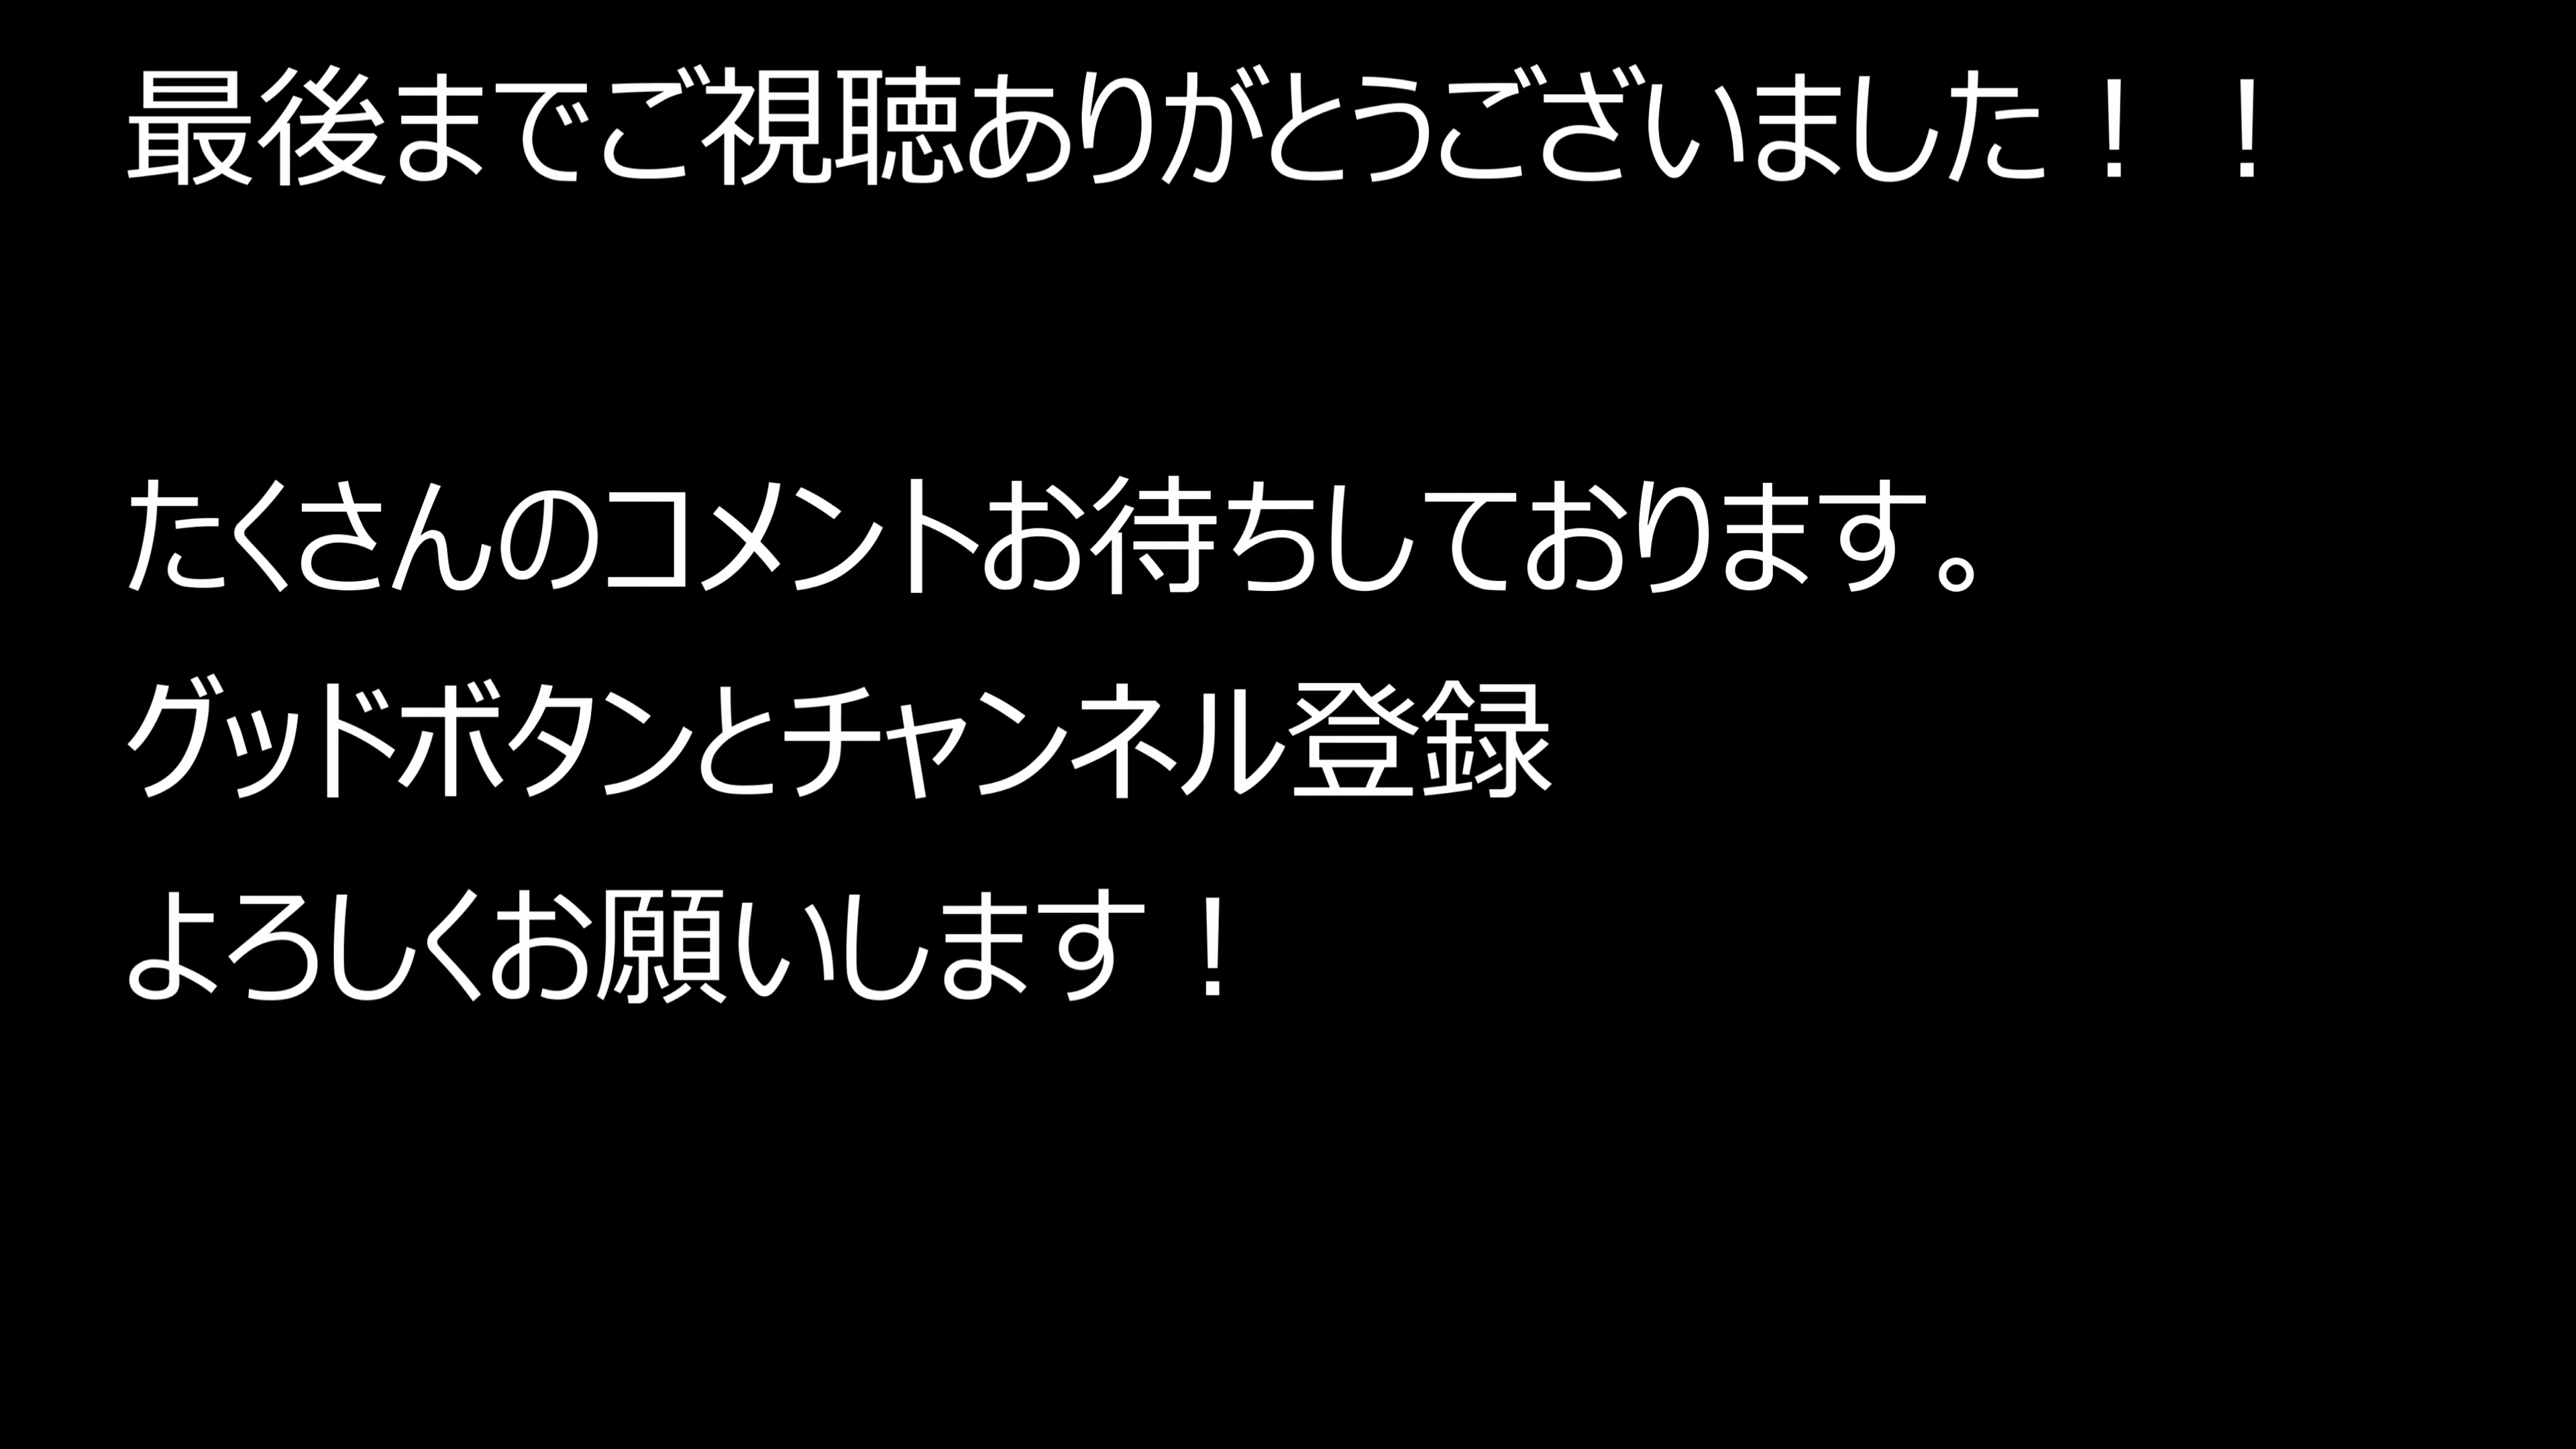 最後までご視聴ありがとうございました！！
たくさんのコメントお待ちしております。
グッドボタンとチャンネル登録
よろしくお願いします！